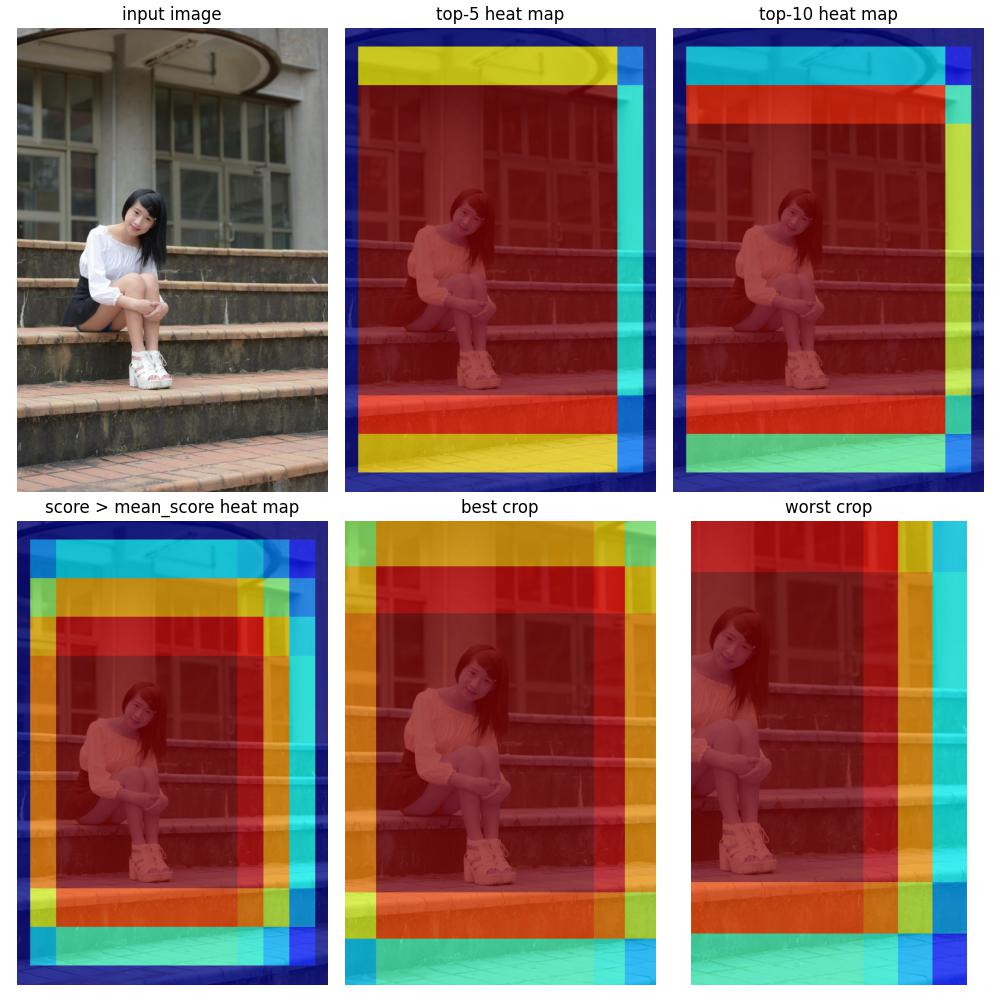 input image
top-5 heat map
top-10 heat map
score > mean_score heat map
best crop
worst crop